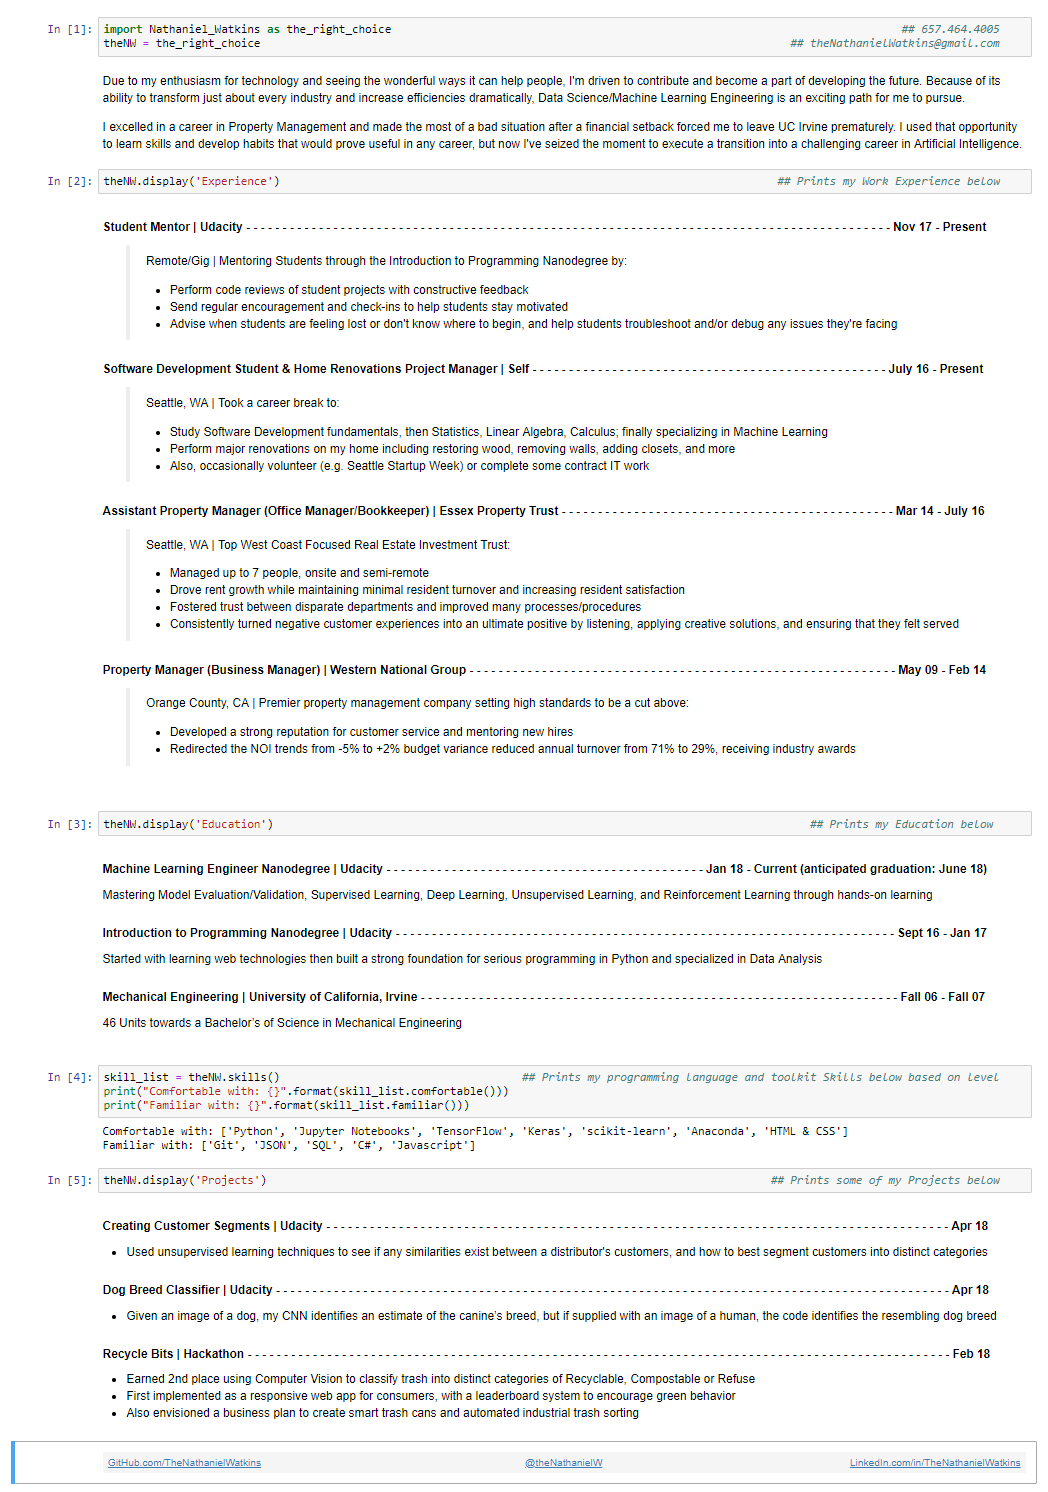 In [1]: import Nathaniel_Watkins as the_right_choice ## 657.464.4005
theNW = the_right_choice ## theNathanielWatkins@gmail.com
Due to my enthusiasm for technology and seeing the wonderful ways it can help people, I'm driven to contribute and become a part of developing the future. Because of its
ability to transform just about every industry and increase efficiencies dramatically, Data Science/Machine Learning Engineering is an exciting path for me to pursue.
I excelled in a career in Property Management and made the most of a bad situation after a financial setback forced me to leave UC Irvine prematurely. I used that opportunity
to learn skills and develop habits that would prove useful in any career, but now I've seized the moment to execute a transition into a challenging career in Artificial Intelligence.
In [2]: theNW.display('Experience') ## Prints my Work Experience below
Student Mentor | Udacity - - - - - - - - - - - - - - - - - - - - - - - - - - - - - - - - - - - - - - - - Nov 17 - Present
Remote/Gig | Mentoring Students through the Introduction to Programming Nanodegree by:
• Perform code reviews of student projects with constructive feedback
• Send regular encouragement and check-ins to help students stay motivated
• Advise when students are feeling lost or don't know where to begin, and help students troubleshoot and/or debug any issues they're facing
Software Development Student & Home Renovations Project Manager | Self - - - - - - - - - - - - - - - - - - - - - - - - July 16 - Present
Seattle, WA | Took a career break to:
• Study Software Development fundamentals, then Statistics, Linear Algebra, Calculus; finally specializing in Machine Learning
• Perform major renovations on my home including restoring wood, removing walls, adding closets, and more
• Also, occasionally volunteer (e.g. Seattle Startup Week) or complete some contract IT work
Assistant Property Manager (Office Manager/Bookkeeper) | Essex Property Trust - - - - - - - - - - - - - - - - - - - - - - - - Mar 14 - July 16
Seattle, WA | Top West Coast Focused Real Estate Investment Trust:
• Managed up to 7 people, onsite and semi-remote
• Drove rent growth while maintaining minimal resident turnover and increasing resident satisfaction
• Fostered trust between disparate departments and improved many processes/procedures
• Consistently turned negative customer experiences into an ultimate positive by listening, applying creative solutions, and ensuring that they felt served
Property Manager (Business Manager) | Western National Group - - - - - - - - - - - - - - - - - - - - - - - - - - - - May 09 - Feb 14
Orange County, CA | Premier property management company setting high standards to be a cut above:
• Developed a strong reputation for customer service and mentoring new hires
• Redirected the NOI trends from -5% to +2% budget variance reduced annual turnover from 71% to 29%, receiving industry awards
In [3]: theNW.display('Education') ## Prints my Education below
Machine Learning Engineer Nanodegree | Udacity - - - - - - - - - - - - - - - - - - - - - - - - Jan 18 - Current (anticipated graduation: June 18)
Mastering Model Evaluation/Validation, Supervised Learning, Deep Learning, Unsupervised Learning, and Reinforcement Learning through hands-on learning
Introduction to Programming Nanodegree | Udacity - - - - - - - - - - - - - - - - - - - - - - - - - - - - - - - - Sept 16 - Jan 17
Started with learning web technologies then built a strong foundation for serious programming in Python and specialized in Data Analysis
Mechanical Engineering | University of California, Irvine - - - - - - - - - - - - - - - - - - - - - - - - - - - - - - - - Fall 06 - Fall 07
46 Units towards a Bachelor's of Science in Mechanical Engineering
In [4]: skill_list = theNW.skills() ## Prints my programming language and toolkit Skills below based on level
print("Comfortable with: {}".format(skill_list.comfortable()))
print("Familiar with: {}".format(skill_list.familiar()))
Comfortable with: ['Python', 'Jupyter Notebooks', 'TensorFlow', 'Keras', 'scikit-learn', 'Anaconda', 'HTML & CSS']
Familiar with: ['Git', 'JSON', 'SQL', 'C#', 'Javascript']
In [5]: theNW.display('Projects') ## Prints some of my Projects below
Creating Customer Segments | Udacity - - - - - - - - - - - - - - - - - - - - - - - - - - - - - - - - - - - - - - - - Apr 18
• Used unsupervised learning techniques to see if any similarities exist between a distributor's customers, and how to best segment customers into distinct categories
Dog Breed Classifier | Udacity - - - - - - - - - - - - - - - - - - - - - - - - - - - - - - - - - - - - - - - - - - - - Apr 18
• Given an image of a dog, my CNN identifies an estimate of the canine's breed, but if supplied with an image of a human, the code identifies the resembling dog breed
Recycle Bits | Hackathon - - - - - - - - - - - - - - - - - - - - - - - - - - - - - - - - - - - - - - - - - - - - Feb 18
• Earned 2nd place using Computer Vision to classify trash into distinct categories of Recyclable, Compostable or Refuse
• First implemented as a responsive web app for consumers, with a leaderboard system to encourage green behavior
• Also envisioned a business plan to create smart trash cans and automated industrial trash sorting
GitHub.com/TheNathanielWatkins @theNathanielW LinkedIn.com/in/TheNathanielWatkins